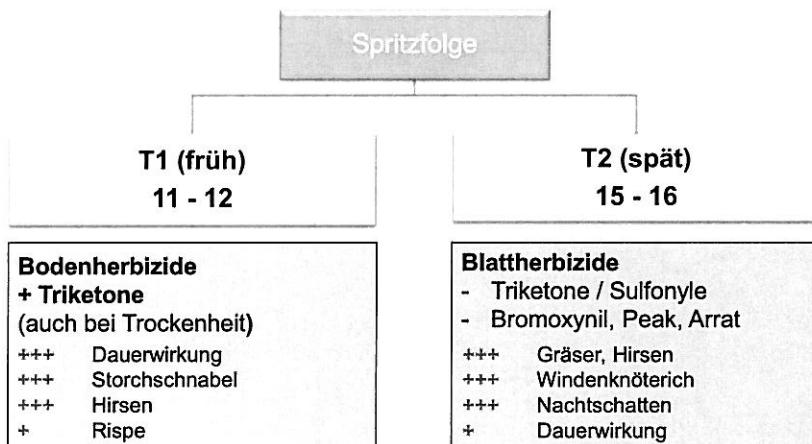 Spritzfolge
T1 (früh)
11 - 12
Bodenherbizide
+ Triketone
(auch bei Trockenheit)
+++ Dauerwirkung
+++ Storchschnabel
+++ Hirsen
+ Rispe
T2 (spät)
15 - 16
Blattherbizide
- Triketone / Sulfonyle
- Bromoxynil, Peak, Arrat
+++ Gräser, Hirsen
+++ Windenknöterich
+++ Nachtschatten
+ Dauerwirkung